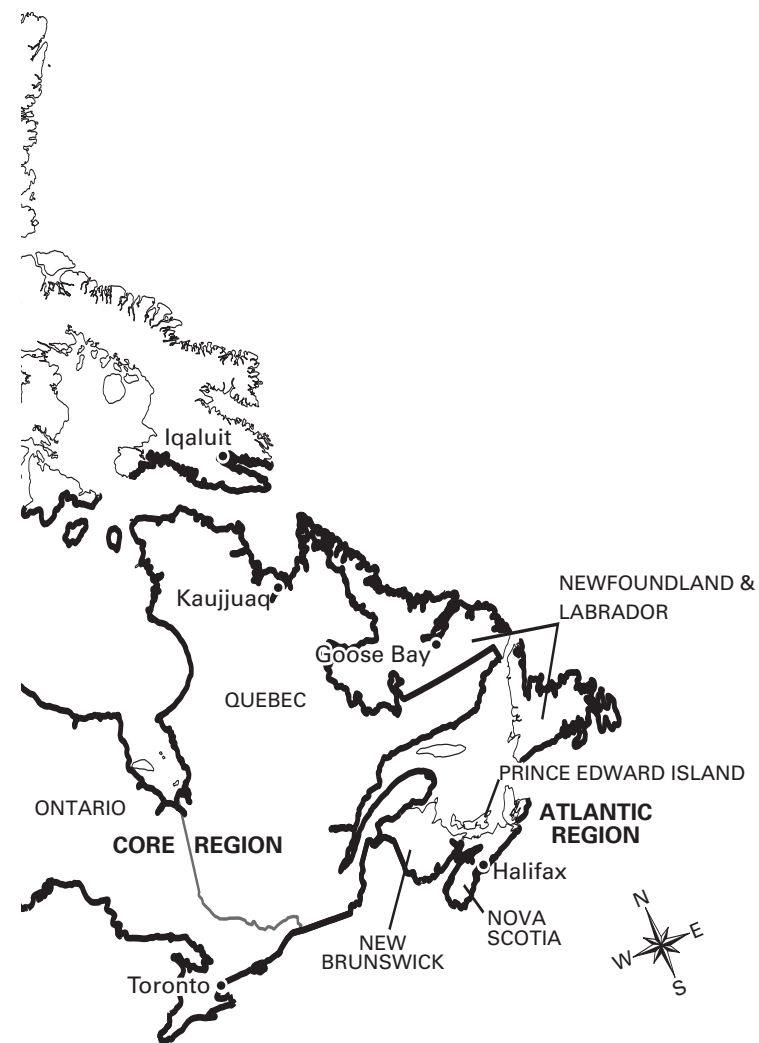 Iqaluit
NEWFOUNDLAND &
LABRADOR
Kaujjuaq
Goose Bay
QUEBEC
PRINCE EDWARD ISLAND
ONTARIO
ATLANTIC
REGION
CORE REGION
Halifax
NOVA
SCOTIA
NEW
BRUNSWICK
Toronto
N
E
W
S